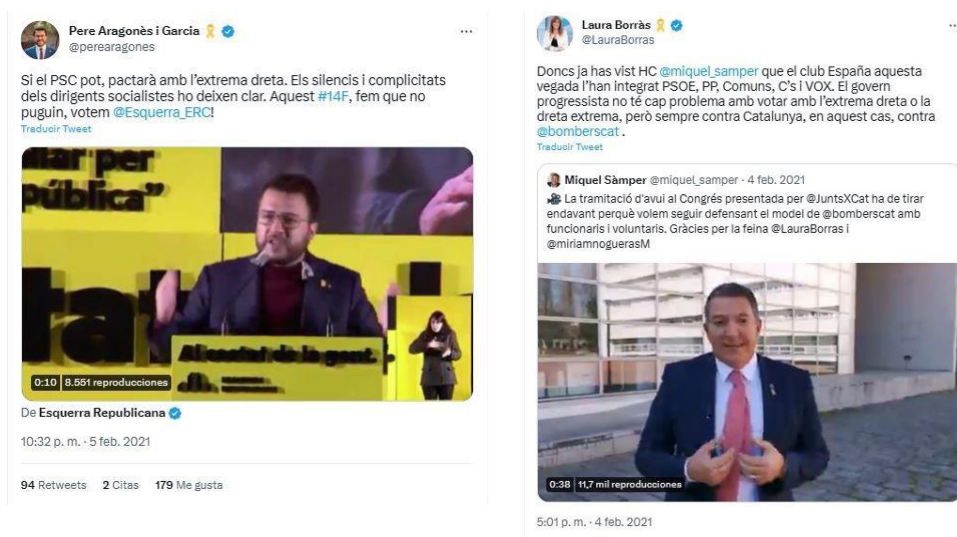 Pere Aragonès i Garcia
@perearagones
Si el PSC pot, pactarà amb l'extrema dreta. Els silencis i complicitats
dels dirigents socialistes ho deixen clar. Aquest #14F, fem que no
puguin, votem @Esquerra_ERC!
Traducir Tweet
ública”
Al costat de la gent.
0:10 8.551 reproducciones
De Esquerra Republicana
10:32 p. m. · 5 feb. 2021
94 Retweets 2 Citas 179 Me gusta
Laura Borràs
@LauraBorras
Doncs ja has vist HC @miquel_samper que el club España aquesta
vegada l'han integrat PSOE, PP, Comuns, C's i VOX. El govern
progressista no té cap problema amb votar amb l'extrema dreta o la
dreta extrema, però sempre contra Catalunya, en aquest cas, contra
@bomberscat .
Traducir Tweet
Miquel Sàmper @miquel_samper · 4 feb. 2021
La tramitació d'avui al Congrés presentada per @JuntsXCat ha de tirar
endavant perquè volem seguir defensant el model de @bomberscat amb
funcionaris i voluntaris. Gràcies per la feina @LauraBorras i
@miriamnoguerasM
0:38 11,7 mil reproducciones
5:01 p. m. · 4 feb. 2021